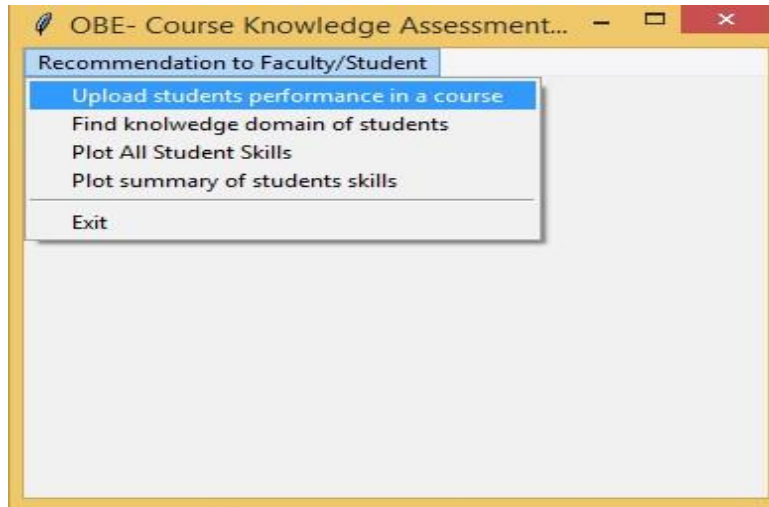 OBE- Course Knowledge Assessment...
Recommendation to Faculty/Student
Upload students performance in a course
Find knolwedge domain of students
Plot All Student Skills
Plot summary of students skills
Exit